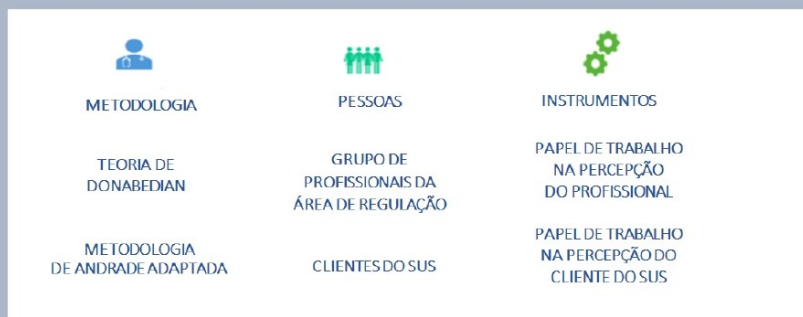 METODOLOGIA
PESSOAS
INSTRUMENTOS
TEORIA DE
DONABEDIAN
GRUPO DE
PROFISSIONAIS DA
ÁREA DE REGULAÇÃO
PAPEL DE TRABALHO
NA PERCEPÇÃO
DO PROFISSIONAL
METODOLOGIA
DE ANDRADE ADAPTADA
CLIENTES DO SUS
PAPEL DE TRABALHO
NA PERCEPÇÃO DO
CLIENTE DO SUS